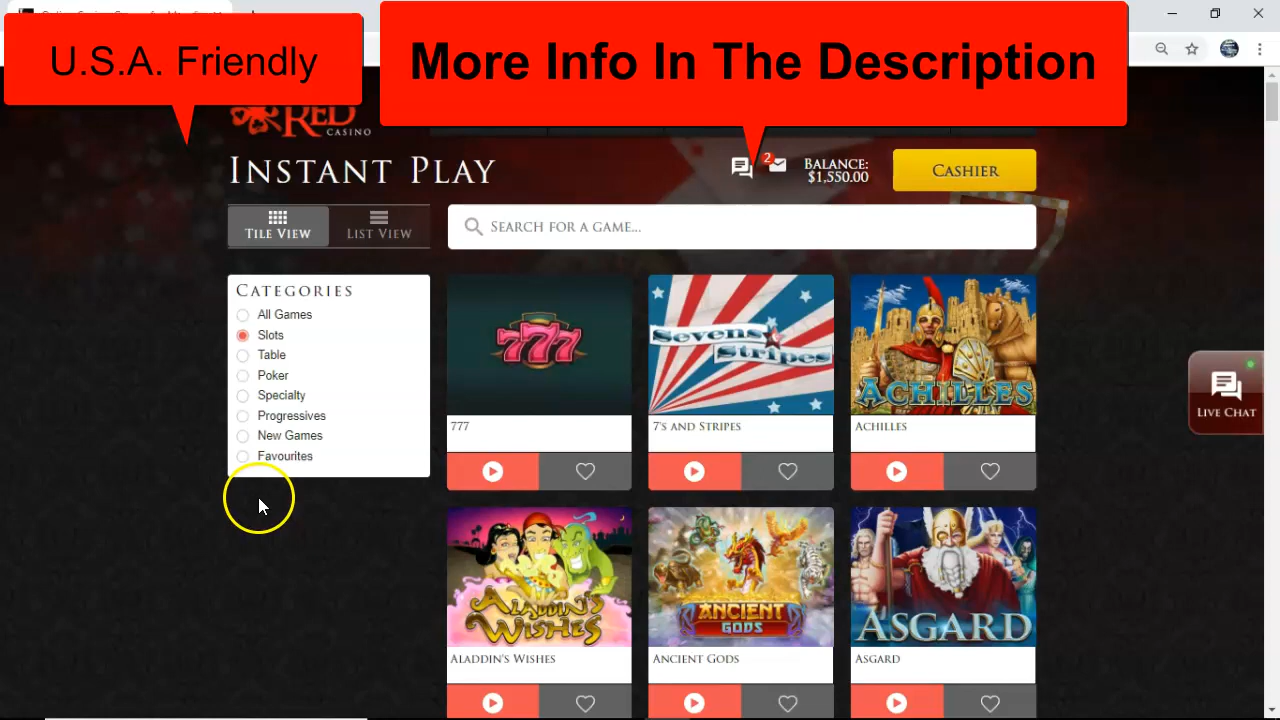 U.S.A. Friendly
More Info In The Description
RED
CASINO
INSTANT PLAY
2
BALANCE:
$1,550.00
CASHIER
TILE VIEW
LIST VIEW
SEARCH FOR A GAME...
CATEGORIES
All Games
Slots
Table
Poker
Specialty
Progressives
New Games
Favourites
777
Sevens
Stripes
ACHILLES
777
7'S AND STRIPES
ACHILLES
LIVE CHAT
ALADDIN'S
WISHES
ANCIENT
GODS
ASGARD
ALADDIN'S WISHES
ANCIENT GODS
ASGARD